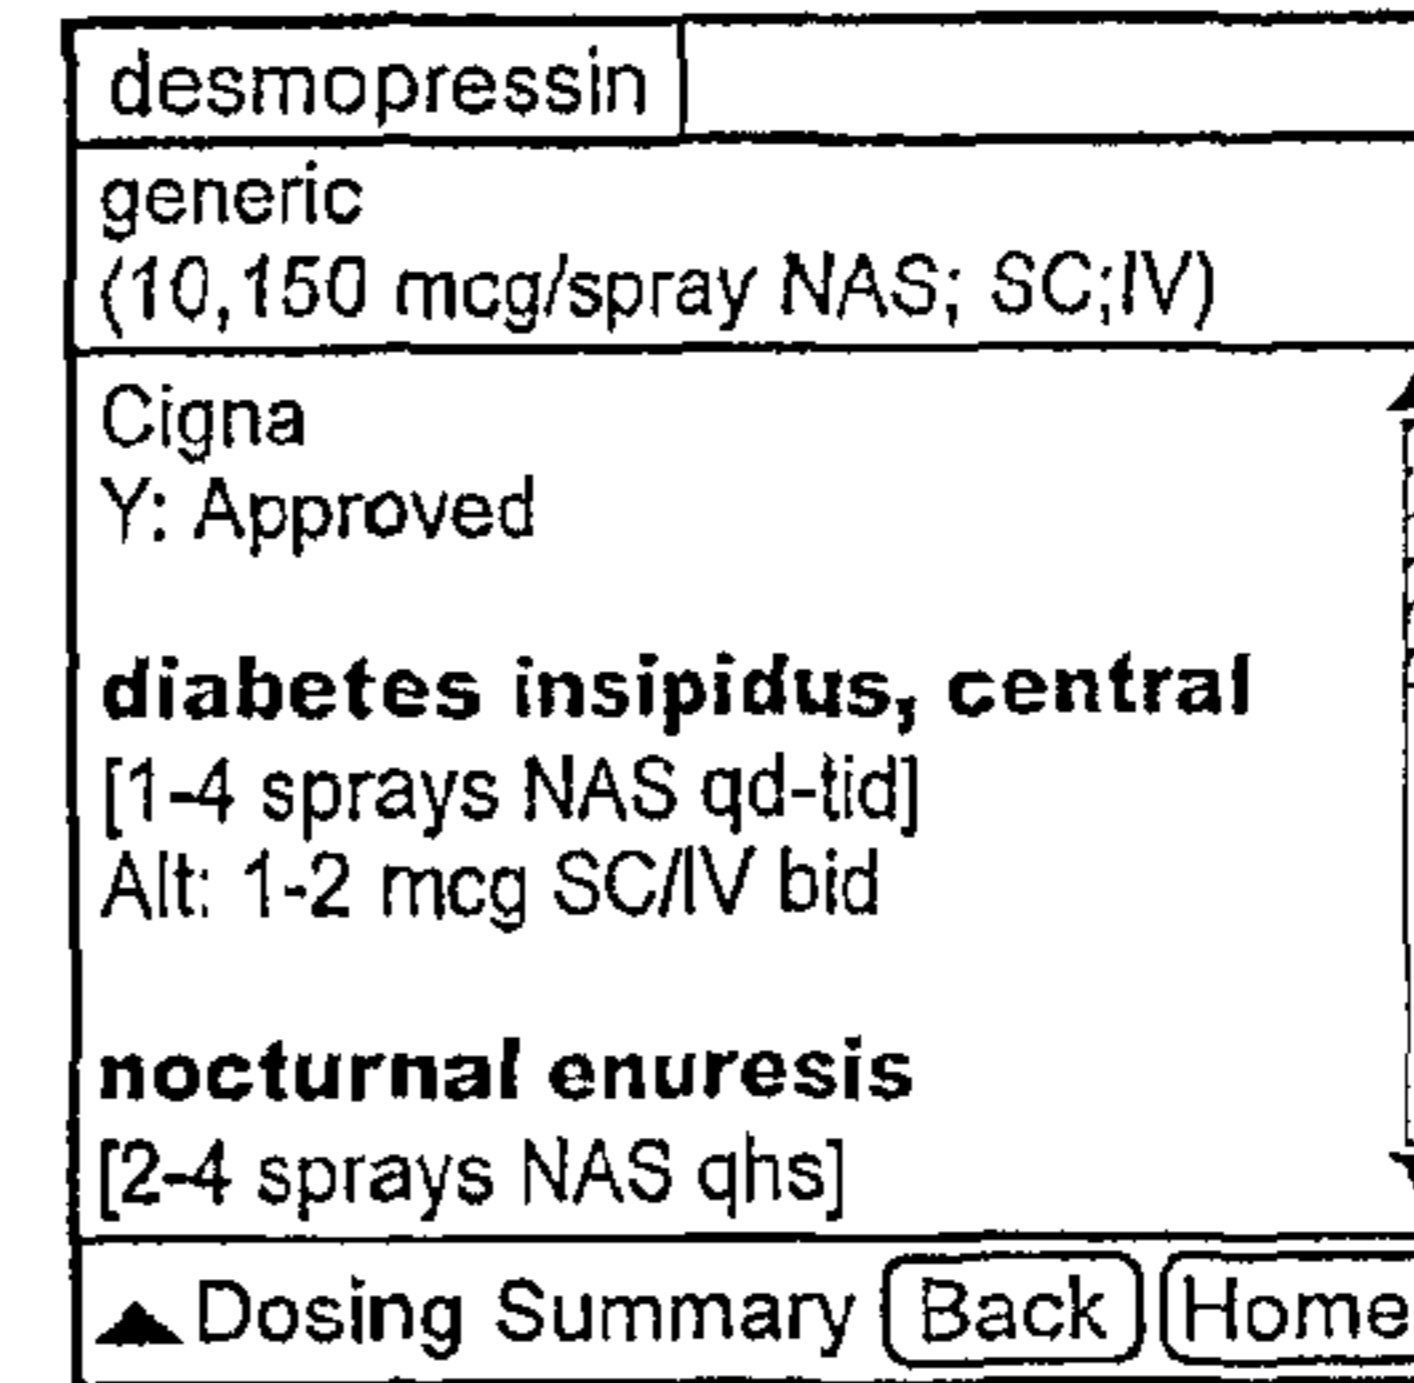 desmopressin
generic
(10,150 mcg/spray NAS; SC;IV)
Cigna
Y: Approved
diabetes insipidus, central
[1-4 sprays NAS qd-tid]
Alt: 1-2 mcg SC/IV bid
nocturnal enuresis
[2-4 sprays NAS qhs]
Dosing Summary Back Home